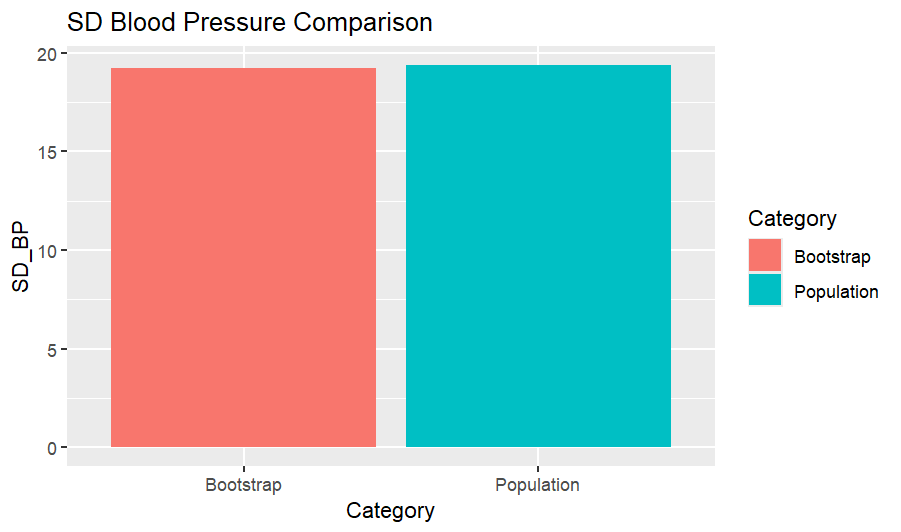 SD Blood Pressure Comparison
20
15
10
5
0
SD_BP
Bootstrap
Population
Category
Category
Bootstrap
Population